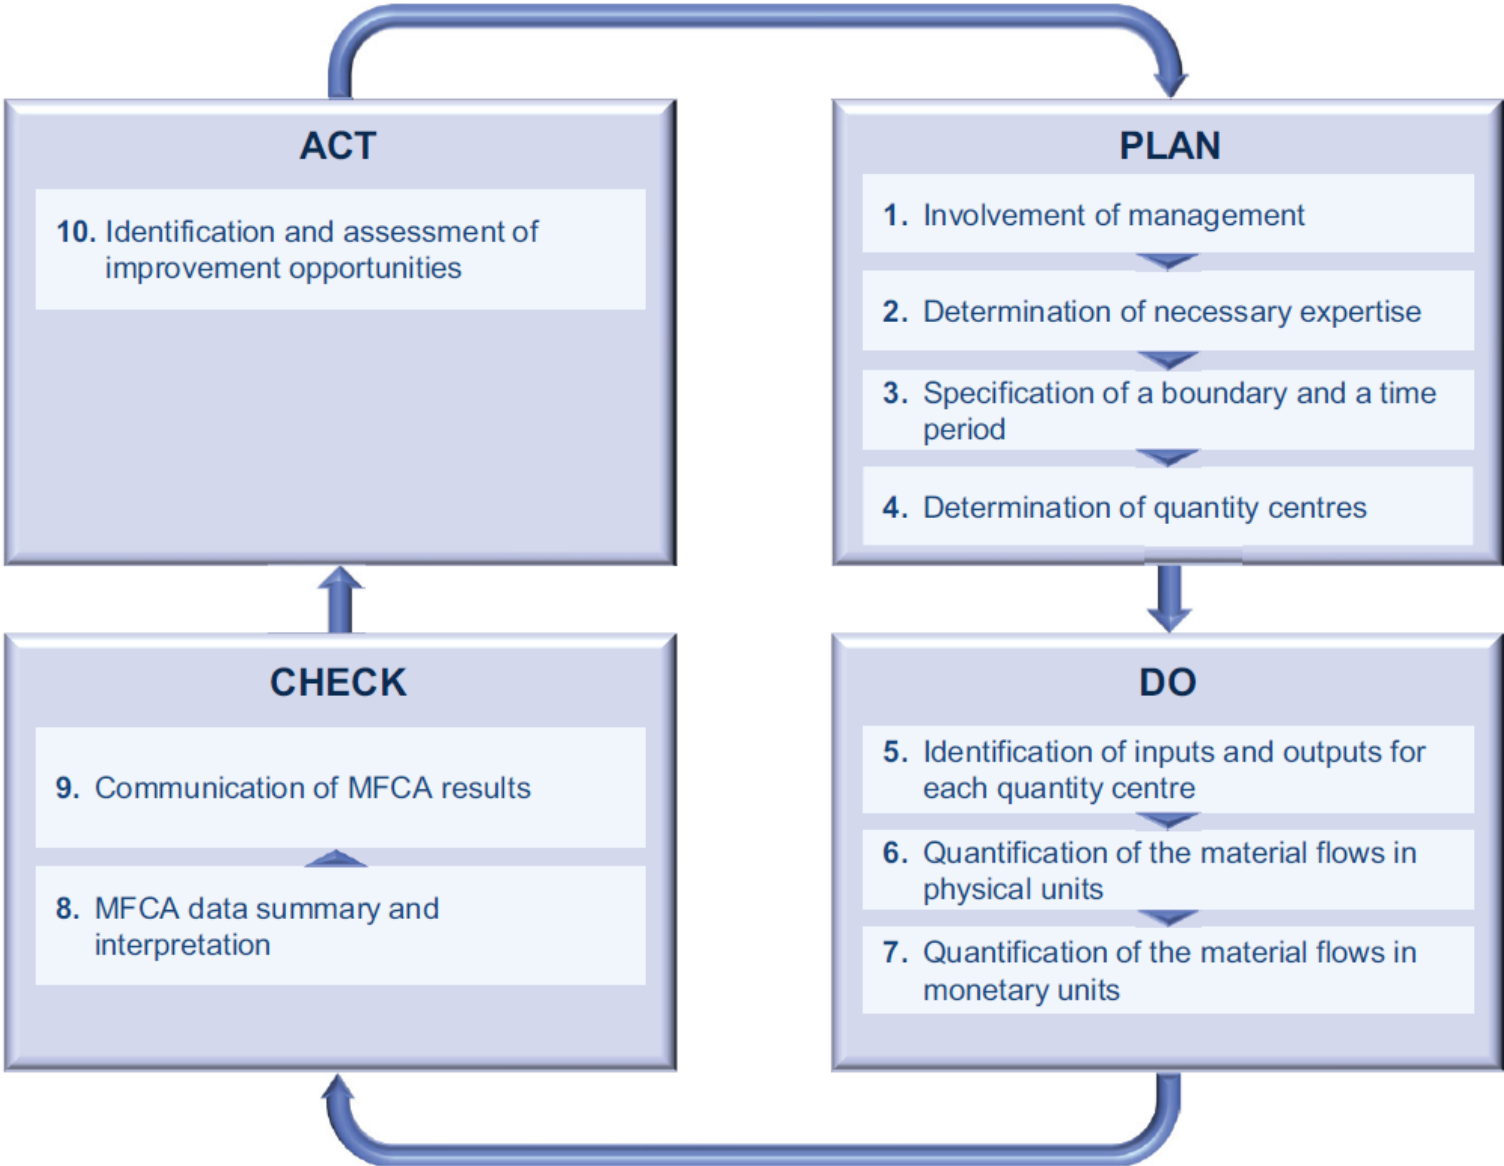 ACT
10. Identification and assessment of
improvement opportunities
PLAN
1. Involvement of management
2. Determination of necessary expertise
3. Specification of a boundary and a time
period
4. Determination of quantity centres
CHECK
9. Communication of MFCA results
8. MFCA data summary and
interpretation
DO
5. Identification of inputs and outputs for
each quantity centre
6. Quantification of the material flows in
physical units
7. Quantification of the material flows in
monetary units